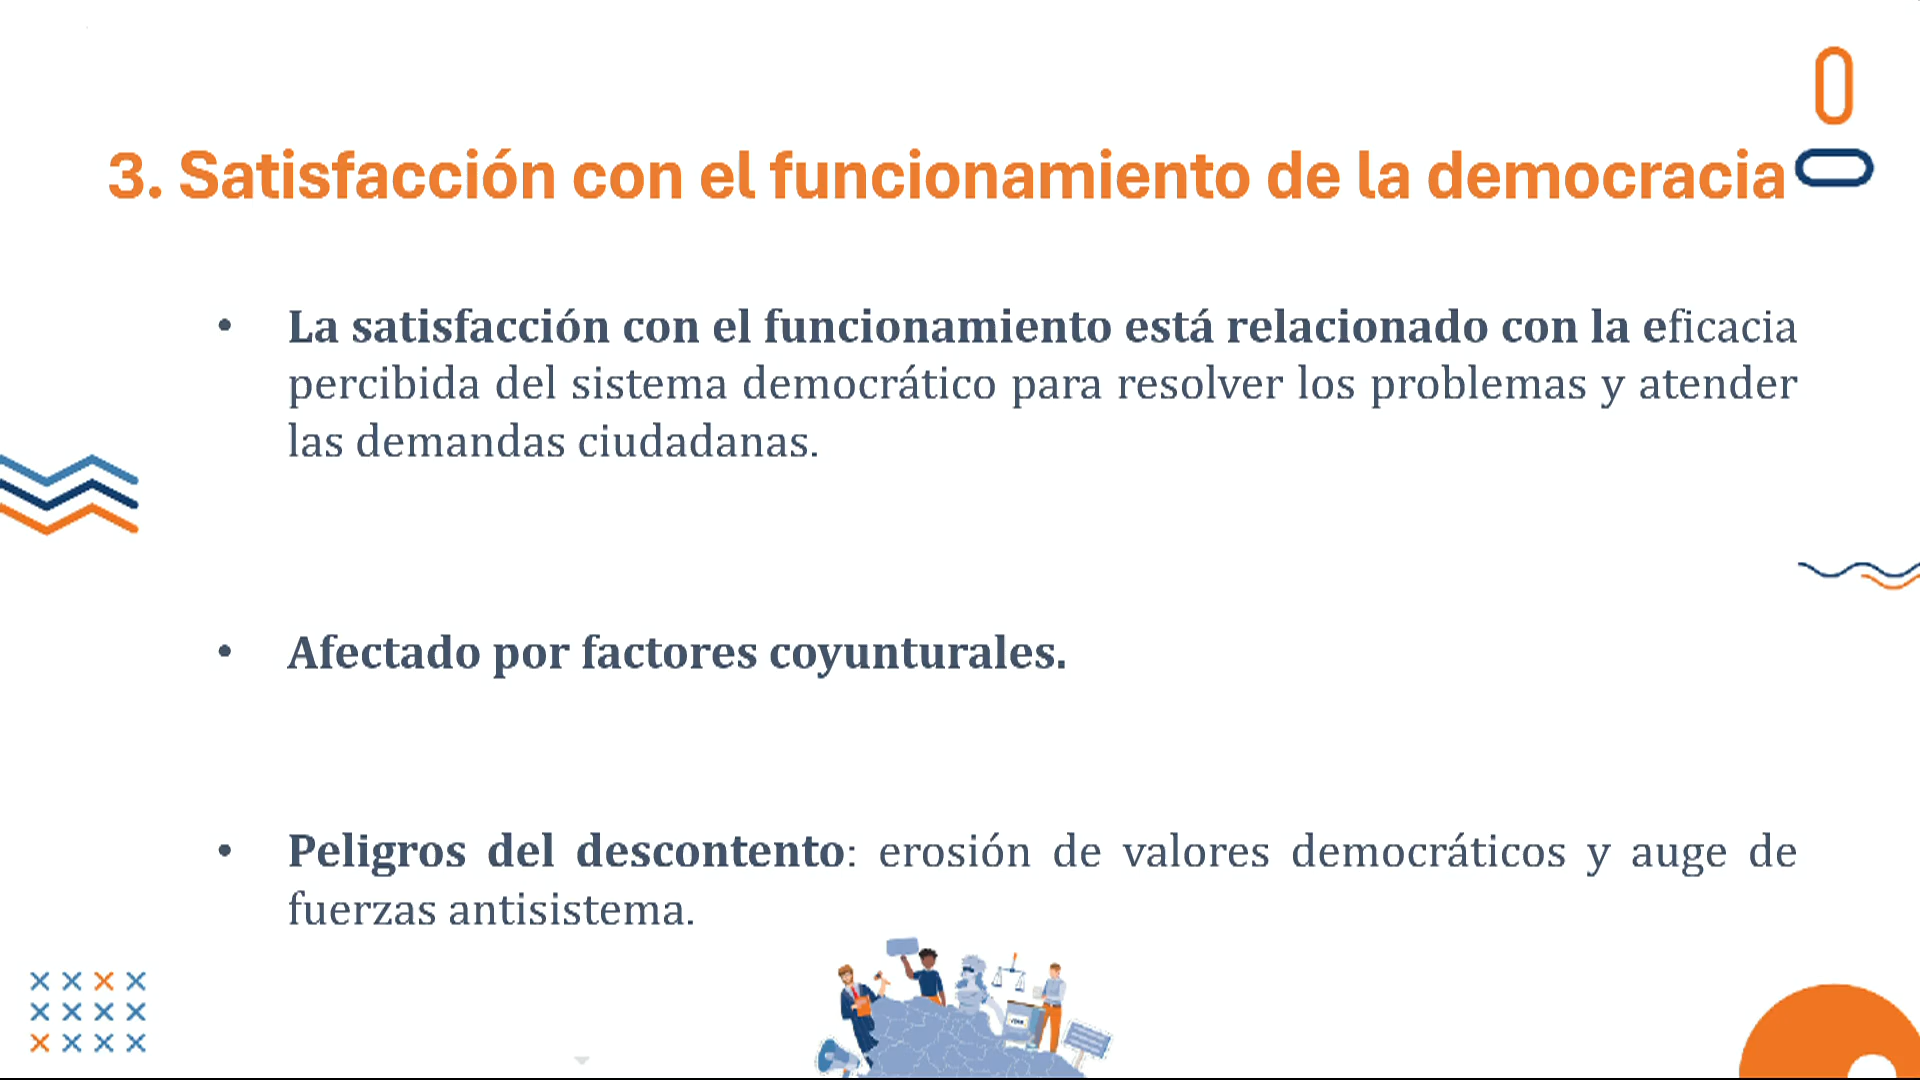 3. Satisfacción con el funcionamiento de la democracia
• La satisfacción con el funcionamiento está relacionado con la eficacia
percibida del sistema democrático para resolver los problemas y atender
las demandas ciudadanas.
• Afectado por factores coyunturales.
• Peligros del descontento: erosión de valores democráticos y auge de
fuerzas antisistema.